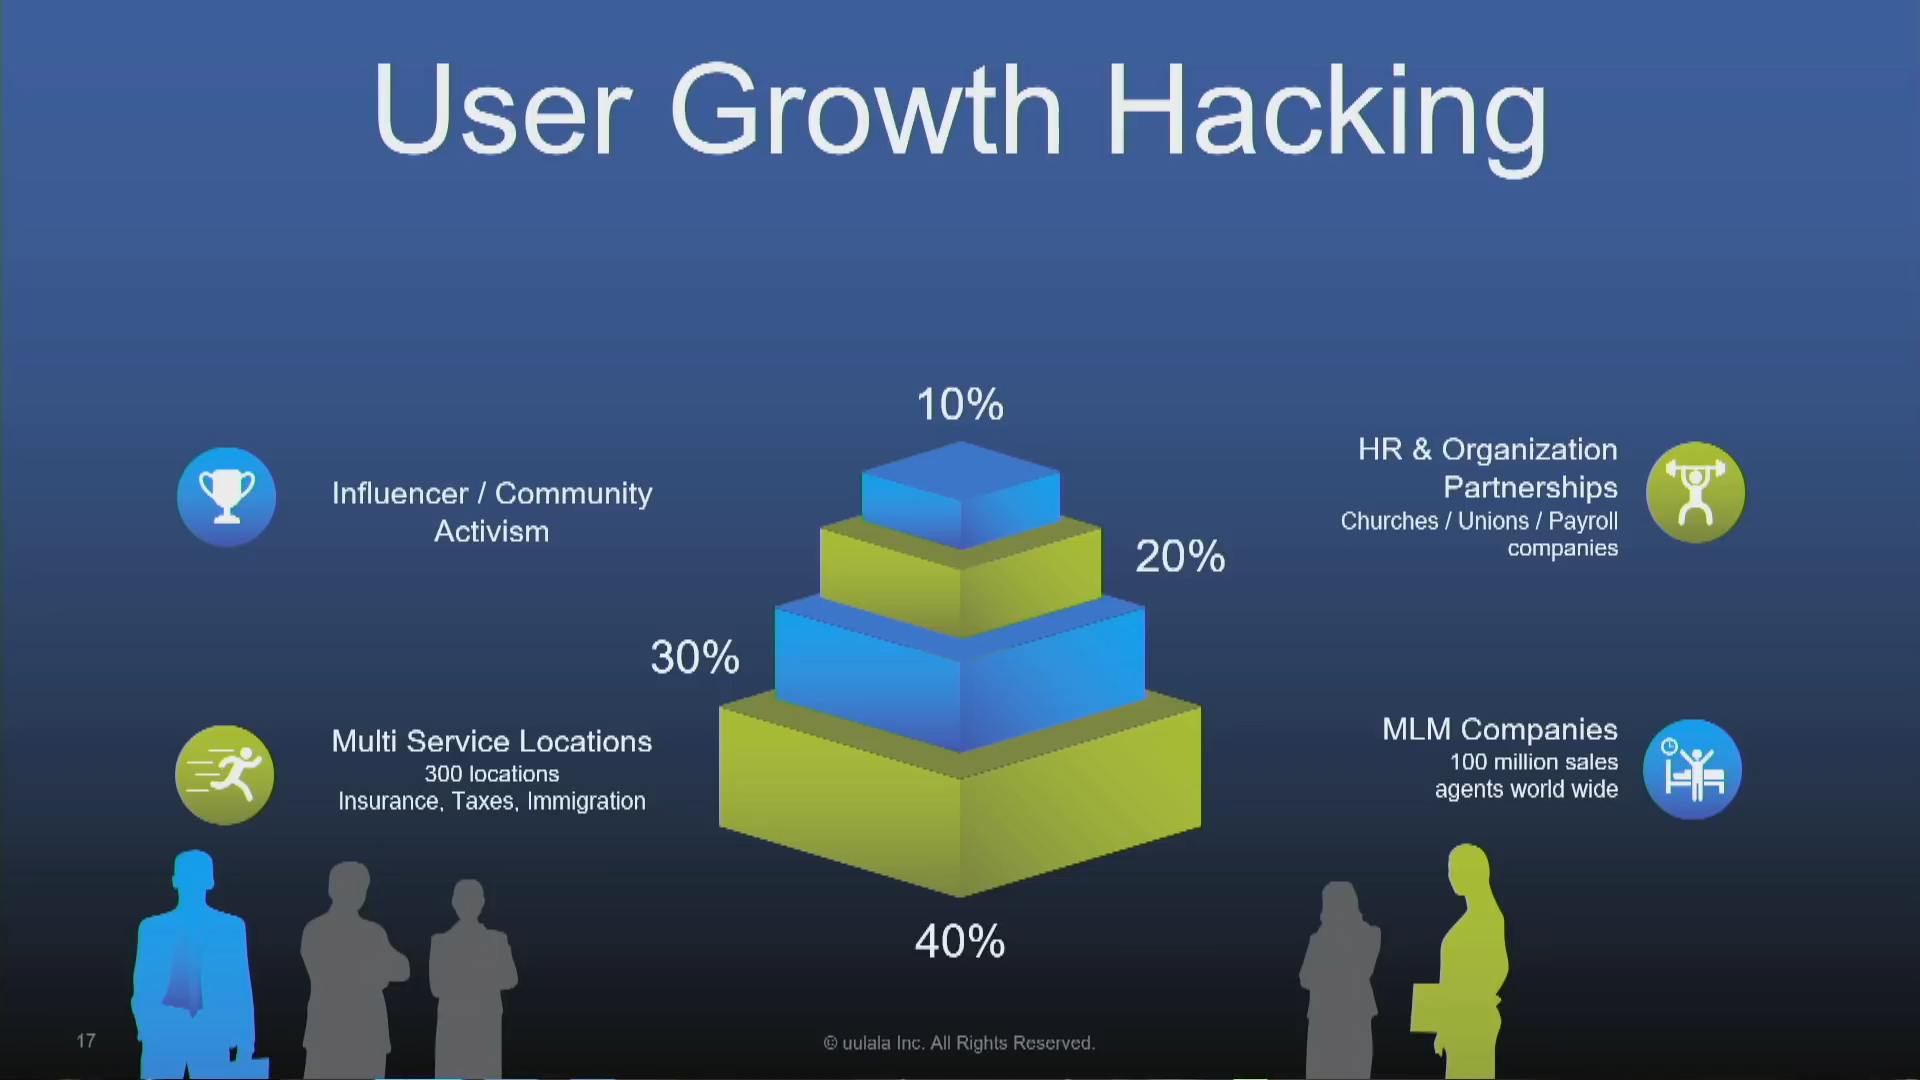 User Growth Hacking
10%
Influencer / Community
Activism
HR & Organization
Partnerships
Churches / Unions / Payroll
companies
20%
30%
Multi Service Locations
300 locations
Insurance, Taxes, Immigration
MLM Companies
100 million sales
agents world wide
40%
17
© uulala Inc. All Rights Reserved.